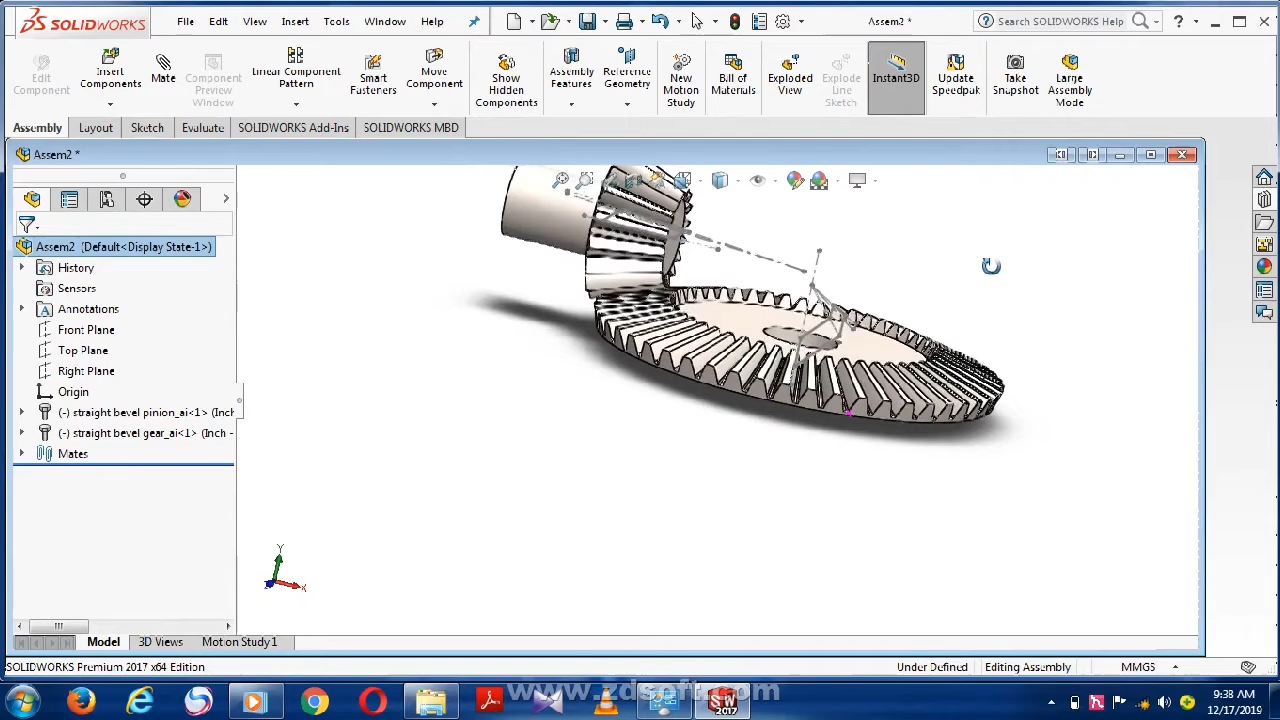 SOLIDWORKS File Edit View Insert Tools Window Help Assem2 * Search SOLIDWORKS Help
Edit Component
Insert Components
Mate
Component Preview Window
Linear Component Pattern
Smart Fasteners
Move Component
Show Hidden Components
Assembly Features
Reference Geometry
New Motion Study
Bill of Materials
Exploded View
Explode Line Sketch
Instant3D
Update Speedpak
Take Snapshot
Large Assembly Mode
Assembly Layout Sketch Evaluate SOLIDWORKS Add-Ins SOLIDWORKS MBD
Assem2 *
Assem2 (Default<Display State-1>)
History
Sensors
Annotations
Front Plane
Top Plane
Right Plane
Origin
(-) straight bevel pinion_ai<1> (Inch
(-) straight bevel gear_ai<1> (Inch -
Mates
Y
X
Z
Model 3D Views Motion Study 1
SOLIDWORKS Premium 2017 x64 Edition Under Defined Editing Assembly MMGS
www.zdsoft.com
SW 2017
9:38 AM
12/17/2019